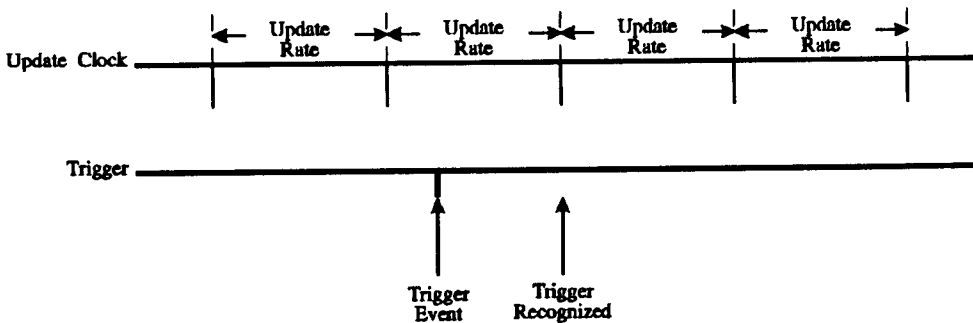 Update Rate
Update Rate
Update Rate
Update Rate
Update Clock
Trigger
Trigger Event
Trigger Recognized